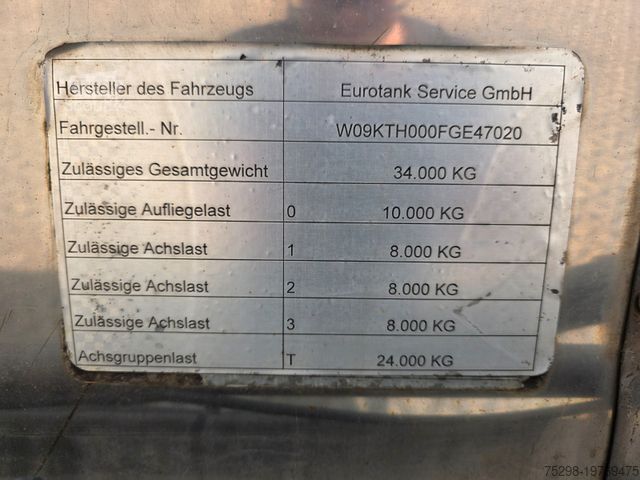 Hersteller des Fahrzeugs Eurotank Service GmbH
Fahrgestell.- Nr. W09KTH000FGE47020
Zulässiges Gesamtgewicht 34.000 KG
Zulässige Aufliegelast 0 10.000 KG
Zulässige Achslast 1 8.000 KG
Zulässige Achslast 2 8.000 KG
Zulässige Achslast 3 8.000 KG
Achsgruppenlast T 24.000 KG
75298-19759475